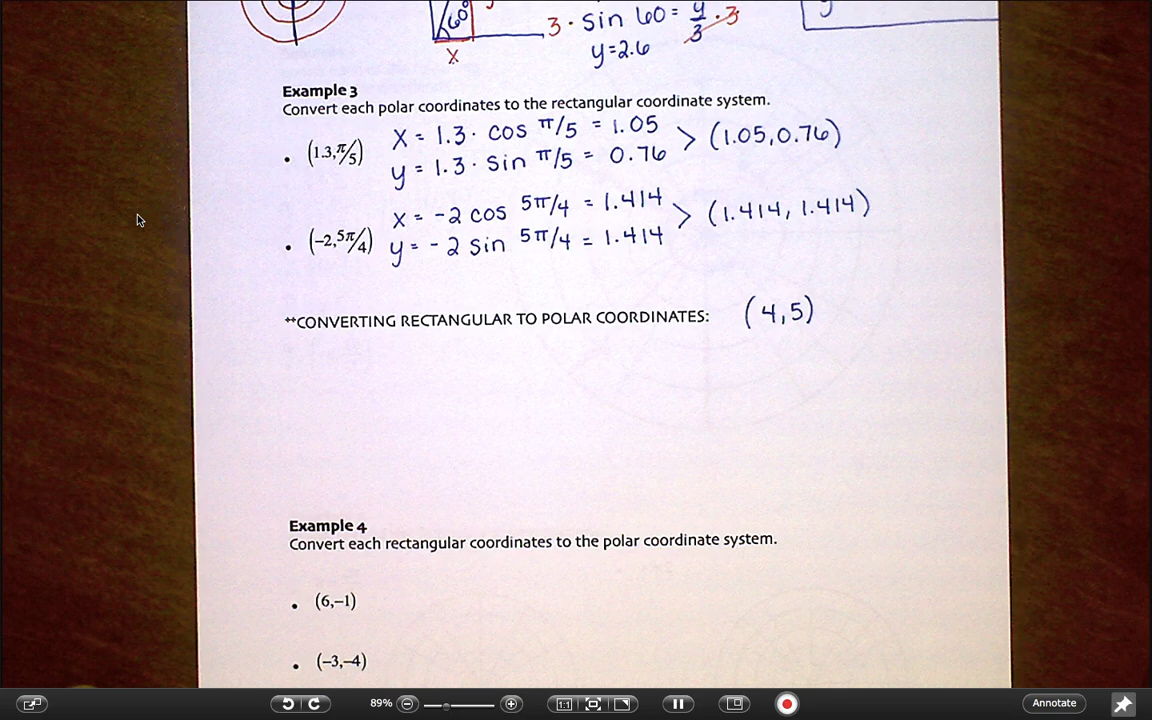 60°
3 · sin 60 = y/3 · 3
x
y=2.6
y
Example 3
Convert each polar coordinates to the rectangular coordinate system.
x = 1.3 · cos π/5 = 1.05
• (1.3,π/5) > (1.05,0.76)
y = 1.3 · sin π/5 = 0.76
x = -2 cos 5π/4 = 1.414
> (1.414, 1.414)
• (−2,5π/4) y = -2 sin 5π/4 = 1.414
**CONVERTING RECTANGULAR TO POLAR COORDINATES: (4,5)
Example 4
Convert each rectangular coordinates to the polar coordinate system.
• (6,−1)
• (−3,−4)
89% 1:1 Annotate